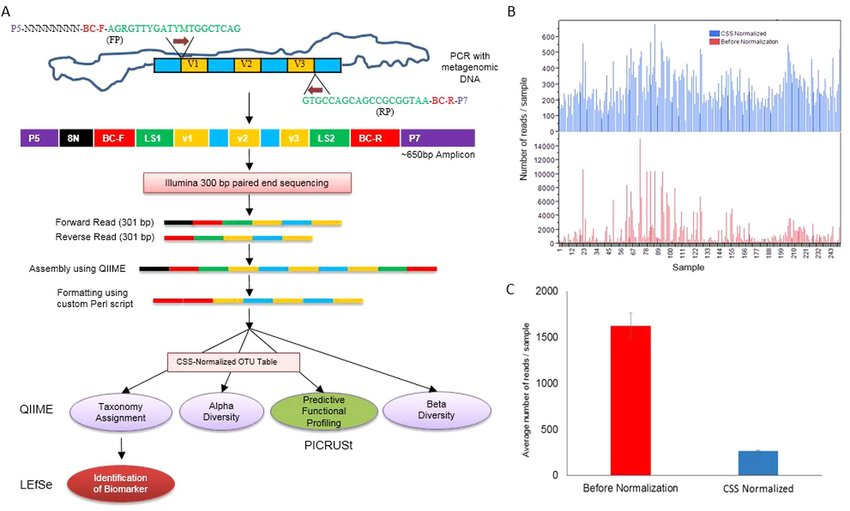 A
P5-NNNNNNNN-BC-F-AGRGTTYGATYMTGGCTCAG
(FP)
V1
V2
V3
PCR with
metagenomic
DNA
GTGCCAGCAGCCGCGGTAA-BC-R-P7
(RP)
P5 8N BC-F LS1 v1 v2 v3 LS2 BC-R P7
~650bp Amplicon
Illumina 300 bp paired end sequencing
Forward Read (301 bp)
Reverse Read (301 bp)
Assembly using QIIME
Formatting using
custom Perl script
CSS-Normalized OTU Table
QIIME
Taxonomy
Assignment
Alpha
Diversity
Predictive
Functional
Profiling
Beta
Diversity
PICRUSt
LEfSe
Identification
of Biomarker
B
CSS Normalized
Before Normalization
Number of reads / sample
600
500
400
300
200
100
0
14000
12000
10000
8000
6000
4000
2000
0
1 12 23 34 45 56 67 78 89 100 111 122 133 144 155 166 177 188 199 210 221 232 243
Sample
C
Average number of reads / sample
2000
1500
1000
500
0
Before Normalization
CSS Normalized